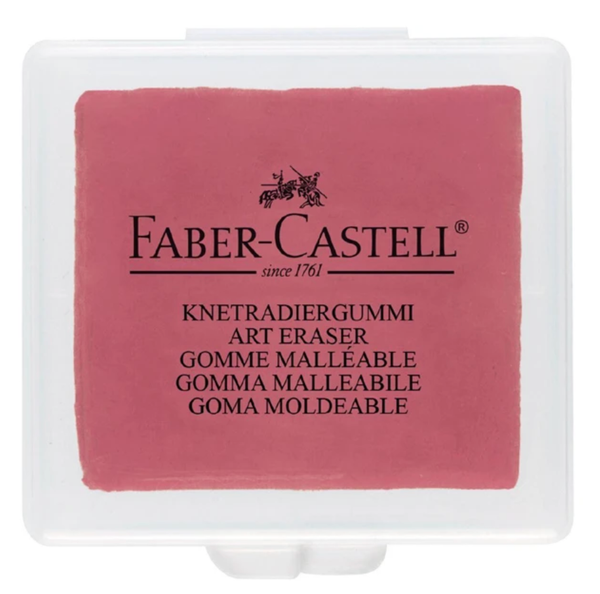 FABER-CASTELL®
since 1761
KNETRADIERGUMMI
ART ERASER
GOMME MALLÉABLE
GOMMA MALLEABILE
GOMA MOLDEABLE